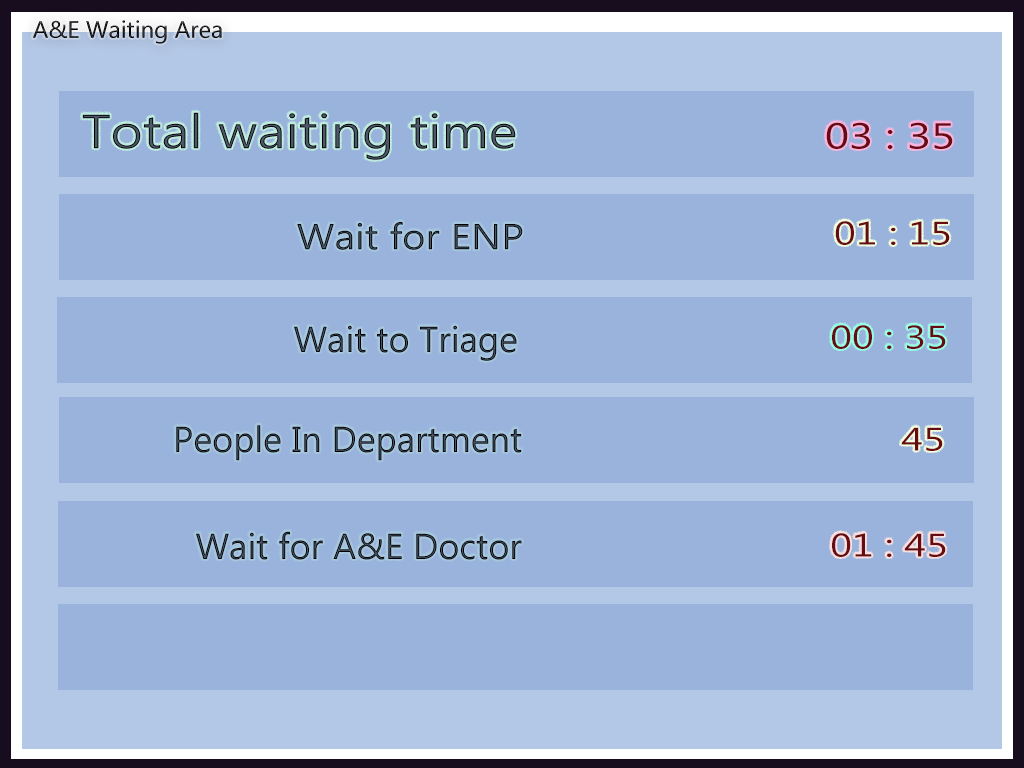 A&E Waiting Area
Total waiting time 03 : 35
Wait for ENP 01 : 15
Wait to Triage 00 : 35
People In Department 45
Wait for A&E Doctor 01 : 45